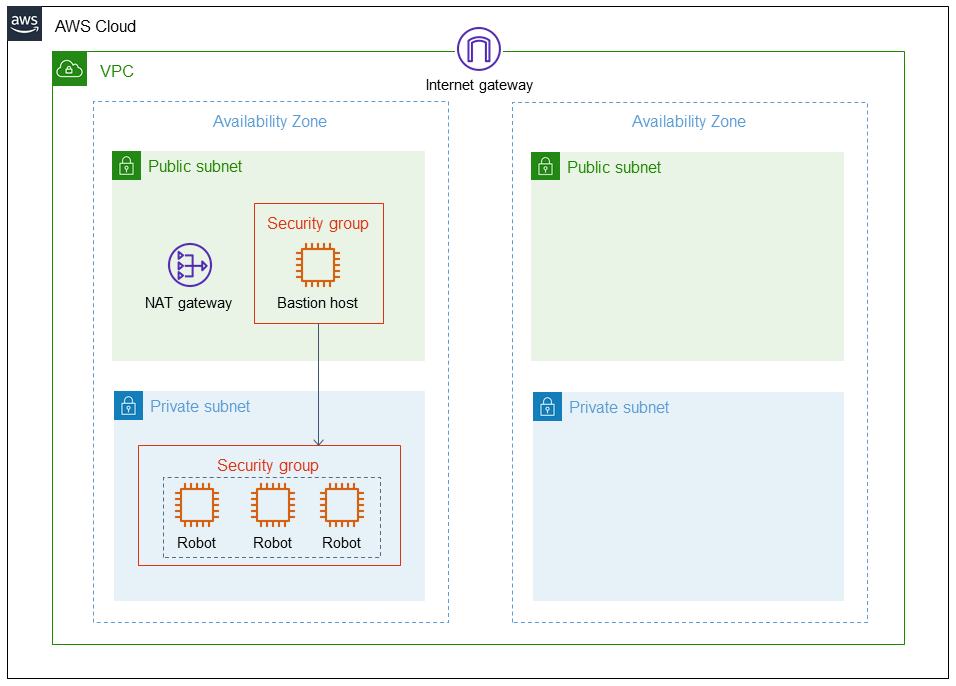 aws
AWS Cloud
VPC
Internet gateway
Availability Zone
Public subnet
Security group
NAT gateway
Bastion host
Private subnet
Security group
Robot
Robot
Robot
Availability Zone
Public subnet
Private subnet